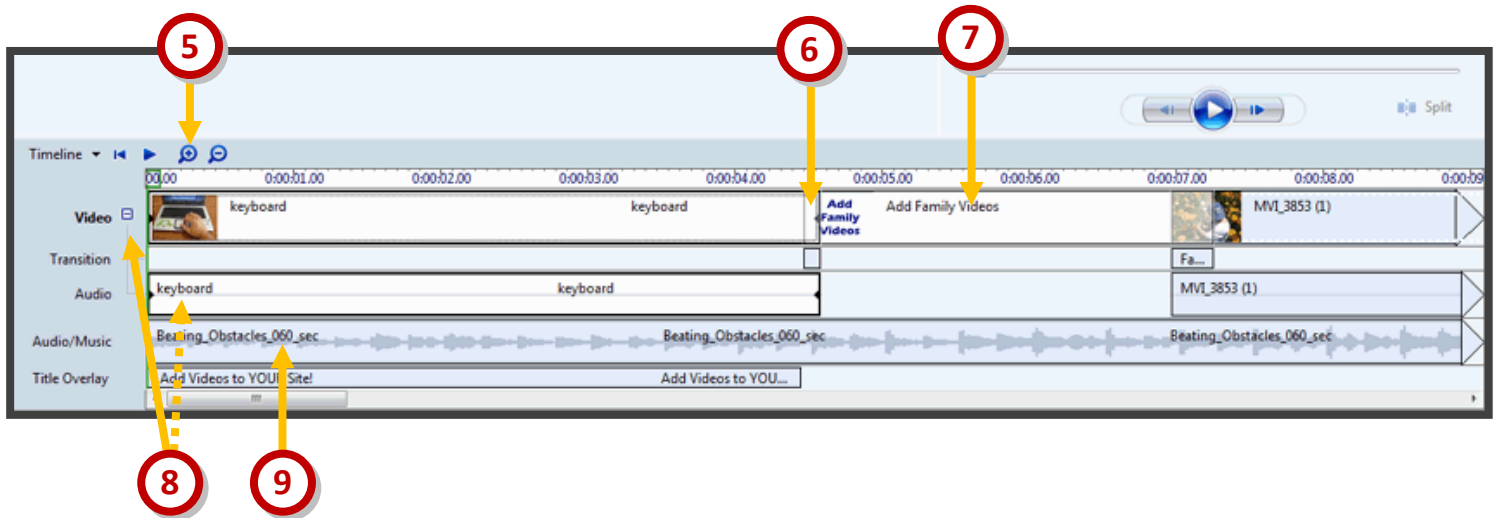 5
6
7
Split
Timeline
00.00 0:00:01.00 0:00:02.00 0:00:03.00 0:00:04.00 0:00:05.00 0:00:06.00 0:00:07.00 0:00:08.00 0:00:09
Video keyboard keyboard Add Family Videos Add Family Videos MVI_3853 (1)
Transition Fa...
Audio keyboard keyboard MVI_3853 (1)
Audio/Music Beating_Obstacles_060_sec Beating_Obstacles_060_sec Beating_Obstacles_060_sec
Title Overlay Add Videos to YOUR Site! Add Videos to YOU...
8
9